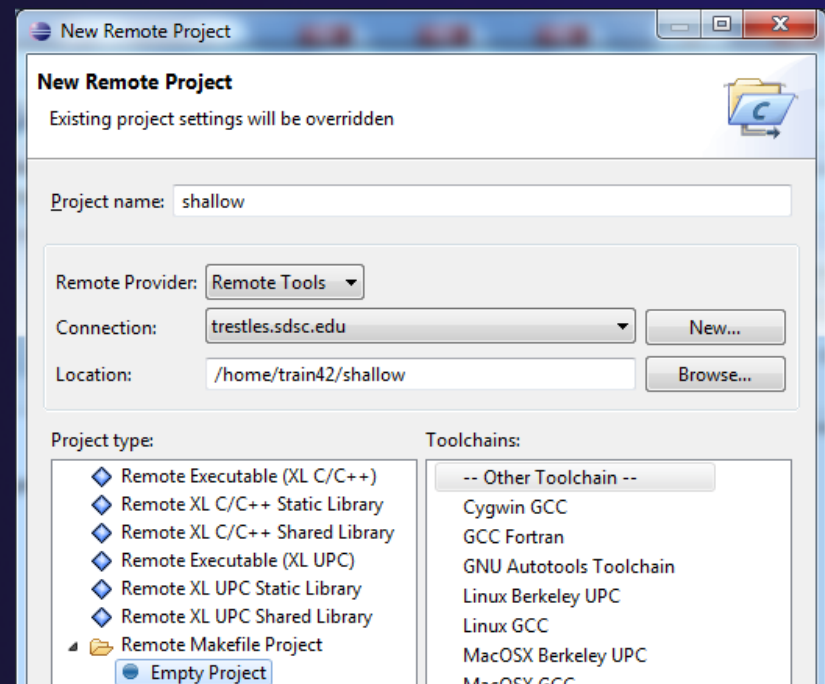 New Remote Project
New Remote Project
Existing project settings will be overridden
Project name: shallow
Remote Provider: Remote Tools
Connection: trestles.sdsc.edu New...
Location: /home/train42/shallow Browse...
Project type: Toolchains:
Remote Executable (XL C/C++)
Remote XL C/C++ Static Library
Remote XL C/C++ Shared Library
Remote Executable (XL UPC)
Remote XL UPC Static Library
Remote XL UPC Shared Library
Remote Makefile Project
Empty Project
-- Other Toolchain --
Cygwin GCC
GCC Fortran
GNU Autotools Toolchain
Linux Berkeley UPC
Linux GCC
MacOSX Berkeley UPC
MacOSX GCC